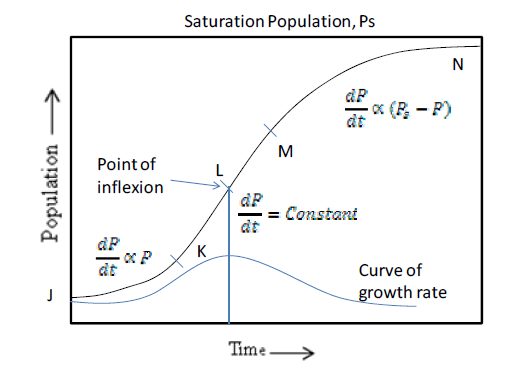 Saturation Population, Ps
N
dP/dt ∝ (Ps − P)
M
Point of
inflexion
L
dP/dt = Constant
dP/dt ∝ P
K
Curve of
growth rate
J
Population
Time